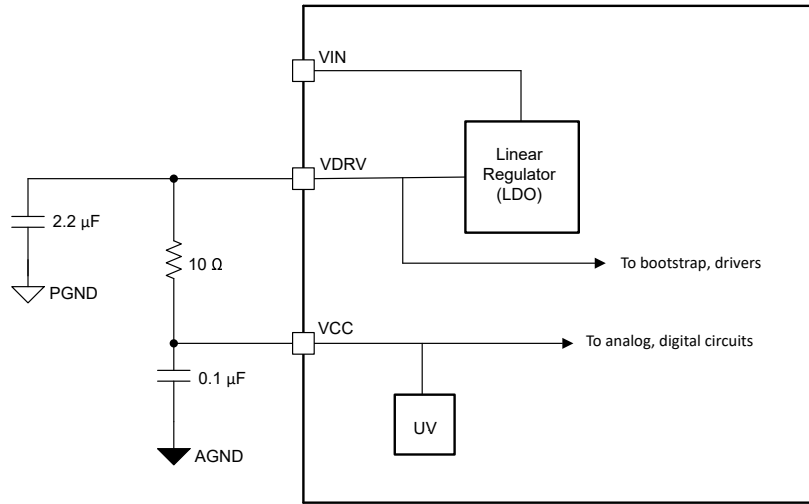 VIN
Linear
Regulator
(LDO)
VDRV
2.2 µF
10 Ω
To bootstrap, drivers
PGND
VCC
To analog, digital circuits
0.1 µF
UV
AGND